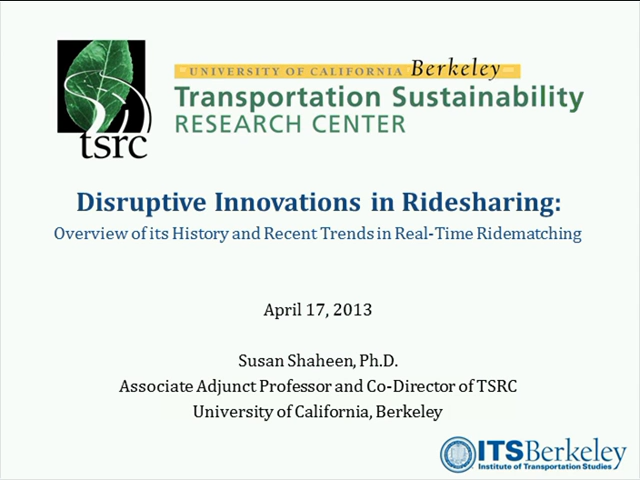 tsrc
UNIVERSITY OF CALIFORNIA Berkeley
Transportation Sustainability
RESEARCH CENTER
Disruptive Innovations in Ridesharing:
Overview of its History and Recent Trends in Real-Time Ridematching
April 17, 2013
Susan Shaheen, Ph.D.
Associate Adjunct Professor and Co-Director of TSRC
University of California, Berkeley
ITSBerkeley
Institute of Transportation Studies